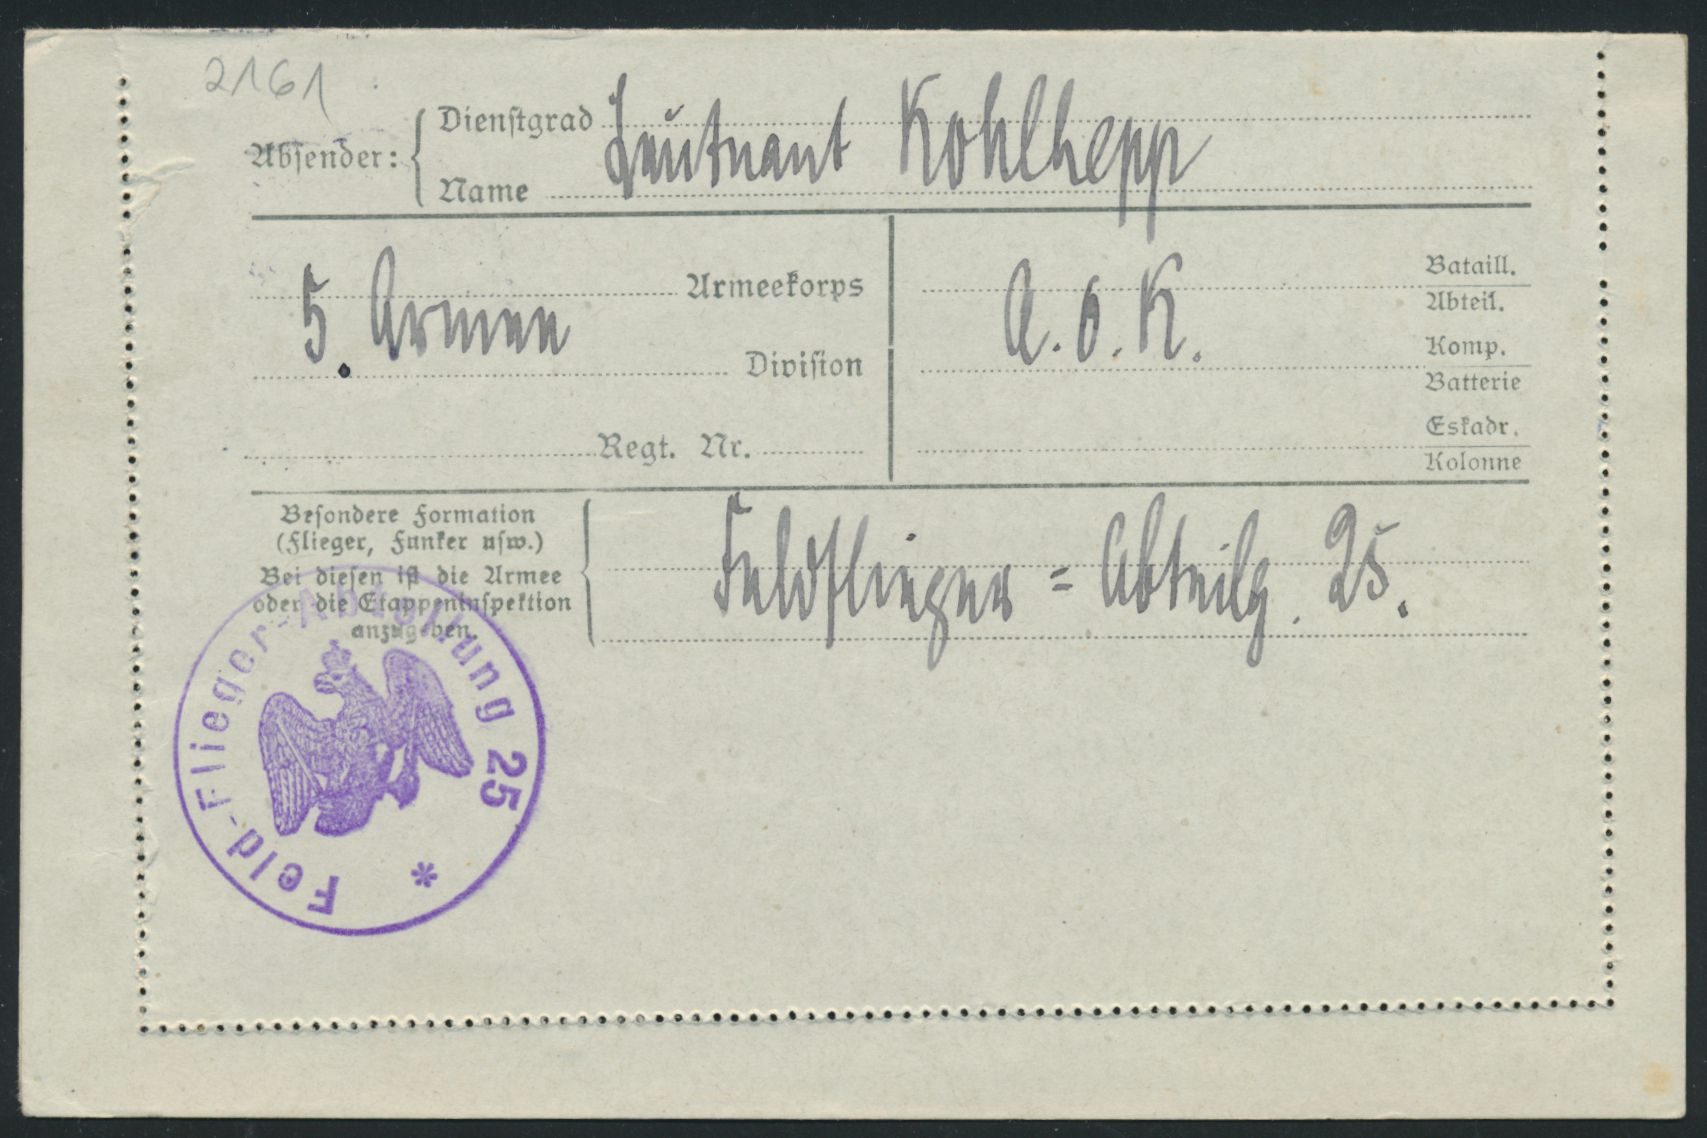 2161
Absender:
Dienstgrad Leutnant Kohlhepp
Name
5. Armee Armeekorps
Division
Regt. Nr.
A.O.K.
Bataill.
Abteil.
Komp.
Batterie
Eskadr.
Kolonne
Besondere Formation
(Flieger, Funker usw.)
Bei diesen ist die Armee
oder die Etappeninspektion
anzugeben.
Feldflieger=Abteilg. 25.
Feld-Flieger-Abteilung 25 *